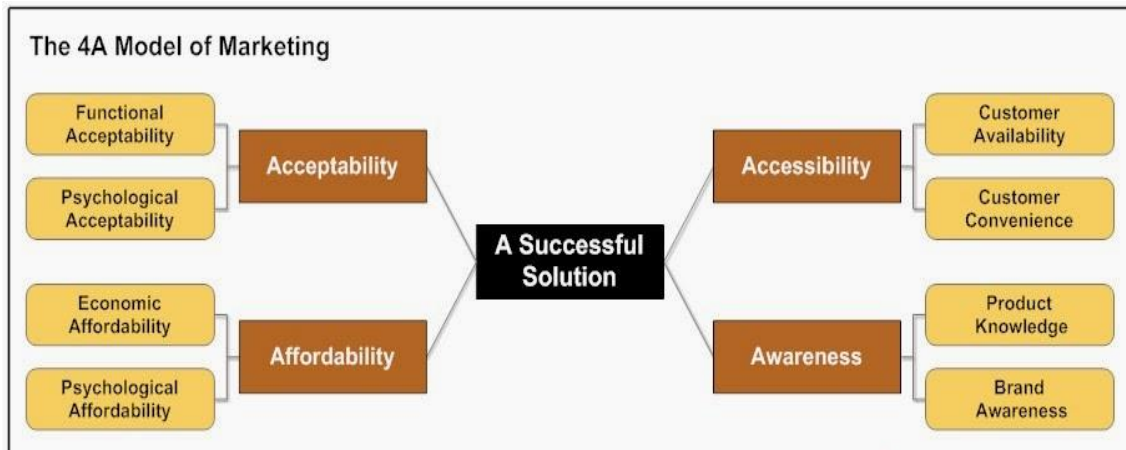 The 4A Model of Marketing
Functional
Acceptability
Psychological
Acceptability
Acceptability
Economic
Affordability
Psychological
Affordability
Affordability
A Successful
Solution
Accessibility
Customer
Availability
Customer
Convenience
Awareness
Product
Knowledge
Brand
Awareness